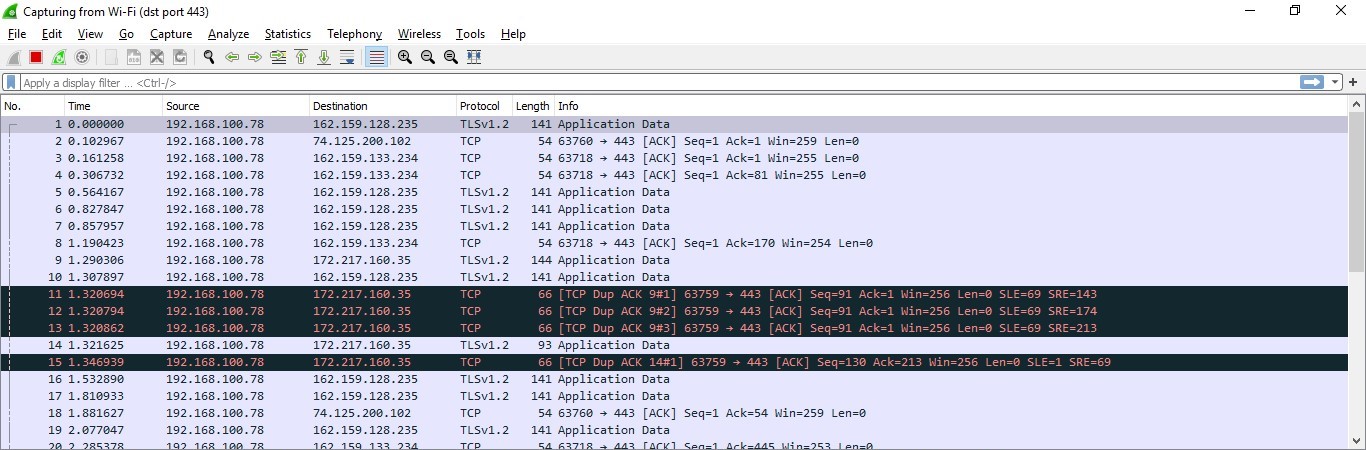 Capturing from Wi-Fi (dst port 443)
File Edit View Go Capture Analyze Statistics Telephony Wireless Tools Help
Apply a display filter ... <Ctrl-/>
No. Time Source Destination Protocol Length Info
1 0.000000 192.168.100.78 162.159.128.235 TLSv1.2 141 Application Data
2 0.102967 192.168.100.78 74.125.200.102 TCP 54 63760 → 443 [ACK] Seq=1 Ack=1 Win=259 Len=0
3 0.161258 192.168.100.78 162.159.133.234 TCP 54 63718 → 443 [ACK] Seq=1 Ack=1 Win=255 Len=0
4 0.306732 192.168.100.78 162.159.133.234 TCP 54 63718 → 443 [ACK] Seq=1 Ack=81 Win=255 Len=0
5 0.564167 192.168.100.78 162.159.128.235 TLSv1.2 141 Application Data
6 0.827847 192.168.100.78 162.159.128.235 TLSv1.2 141 Application Data
7 0.857957 192.168.100.78 162.159.128.235 TLSv1.2 141 Application Data
8 1.190423 192.168.100.78 162.159.133.234 TCP 54 63718 → 443 [ACK] Seq=1 Ack=170 Win=254 Len=0
9 1.290306 192.168.100.78 172.217.160.35 TLSv1.2 144 Application Data
10 1.307897 192.168.100.78 162.159.128.235 TLSv1.2 141 Application Data
11 1.320694 192.168.100.78 172.217.160.35 TCP 66 [TCP Dup ACK 9#1] 63759 → 443 [ACK] Seq=91 Ack=1 Win=256 Len=0 SLE=69 SRE=143
12 1.320794 192.168.100.78 172.217.160.35 TCP 66 [TCP Dup ACK 9#2] 63759 → 443 [ACK] Seq=91 Ack=1 Win=256 Len=0 SLE=69 SRE=174
13 1.320862 192.168.100.78 172.217.160.35 TCP 66 [TCP Dup ACK 9#3] 63759 → 443 [ACK] Seq=91 Ack=1 Win=256 Len=0 SLE=69 SRE=213
14 1.321625 192.168.100.78 172.217.160.35 TLSv1.2 93 Application Data
15 1.346939 192.168.100.78 172.217.160.35 TCP 66 [TCP Dup ACK 14#1] 63759 → 443 [ACK] Seq=130 Ack=213 Win=256 Len=0 SLE=1 SRE=69
16 1.532890 192.168.100.78 162.159.128.235 TLSv1.2 141 Application Data
17 1.810933 192.168.100.78 162.159.128.235 TLSv1.2 141 Application Data
18 1.881627 192.168.100.78 74.125.200.102 TCP 54 63760 → 443 [ACK] Seq=1 Ack=54 Win=259 Len=0
19 2.077047 192.168.100.78 162.159.128.235 TLSv1.2 141 Application Data
20 2.285378 192.168.100.78 162.159.133.234 TCP 54 63718 → 443 [ACK] Seq=1 Ack=445 Win=253 Len=0